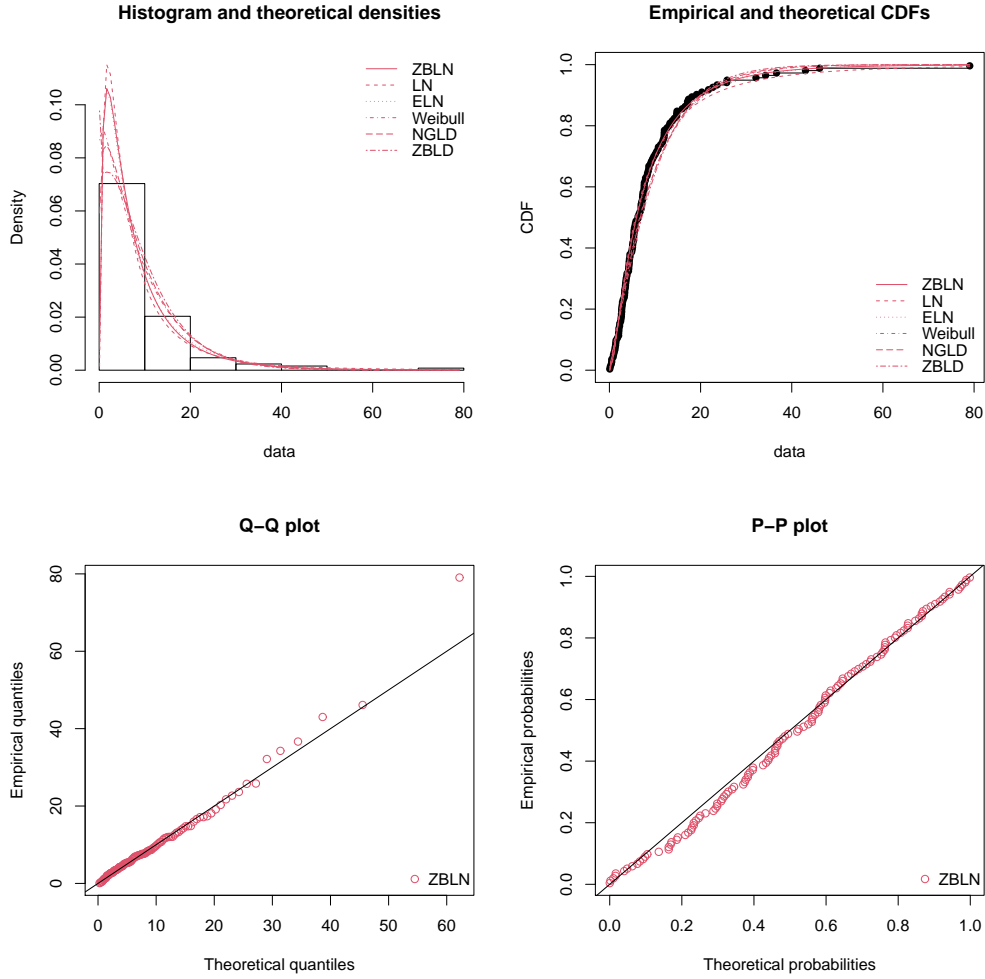 Histogram and theoretical densities
Density
0.00 0.02 0.04 0.06 0.08 0.10
ZBLN
LN
ELN
Weibull
NGLD
ZBLD
0 20 40 60 80
data
Empirical and theoretical CDFs
CDF
0.0 0.2 0.4 0.6 0.8 1.0
ZBLN
LN
ELN
Weibull
NGLD
ZBLD
0 20 40 60 80
data
Q−Q plot
Empirical quantiles
0 20 40 60 80
ZBLN
0 10 20 30 40 50 60
Theoretical quantiles
P−P plot
Empirical probabilities
0.0 0.2 0.4 0.6 0.8 1.0
ZBLN
0.0 0.2 0.4 0.6 0.8 1.0
Theoretical probabilities